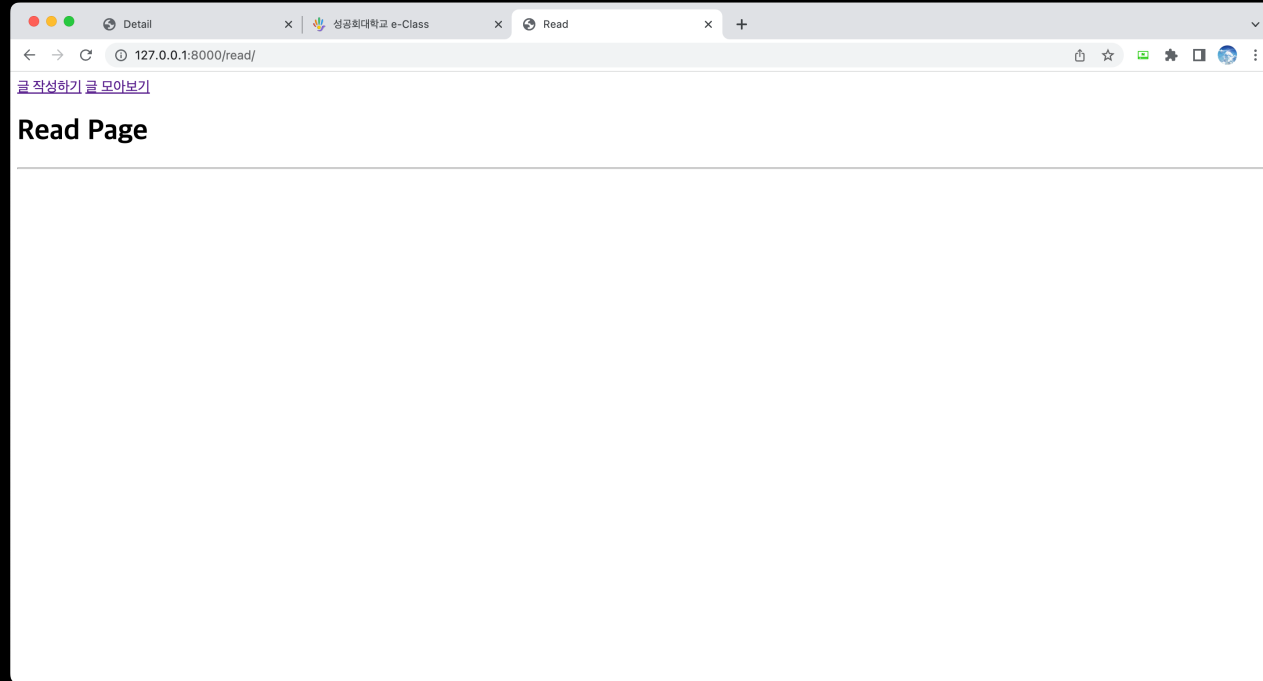 Detail
성공회대학교 e-Class
Read
127.0.0.1:8000/read/
글 작성하기 글 모아보기
Read Page